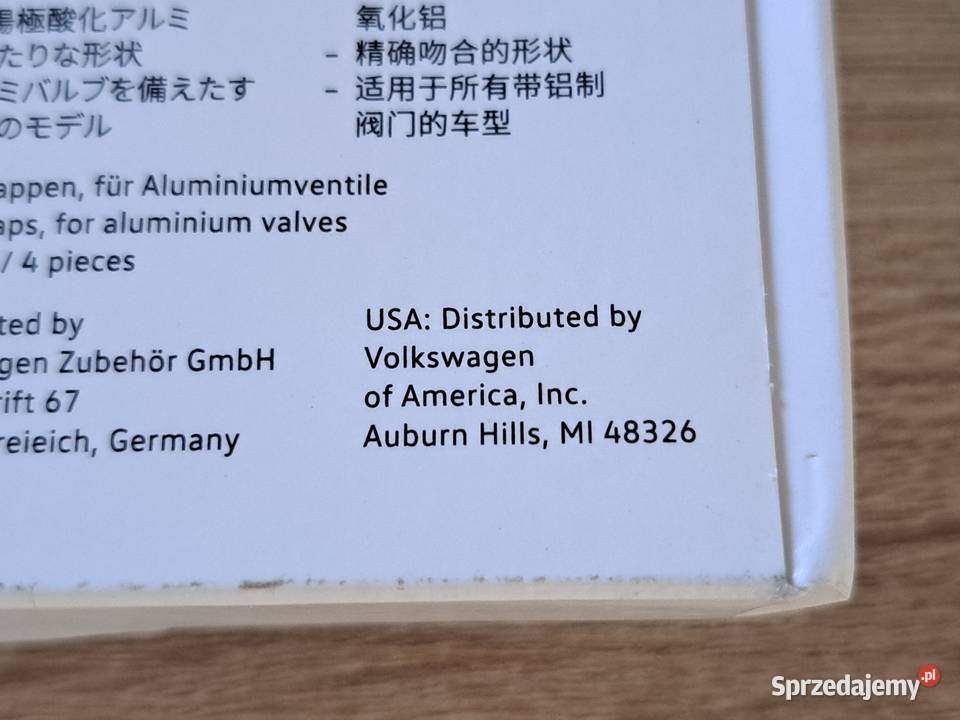 陽極酸化アルミ
たりな形状
ミバルブを備えたす
のモデル
氧化铝
– 精确吻合的形状
– 适用于所有带铝制
阀门的车型
appen, für Aluminiumventile
aps, for aluminium valves
/ 4 pieces
ted by
gen Zubehör GmbH
rift 67
reieich, Germany
USA: Distributed by
Volkswagen
of America, Inc.
Auburn Hills, MI 48326
Sprzedajemy.pl